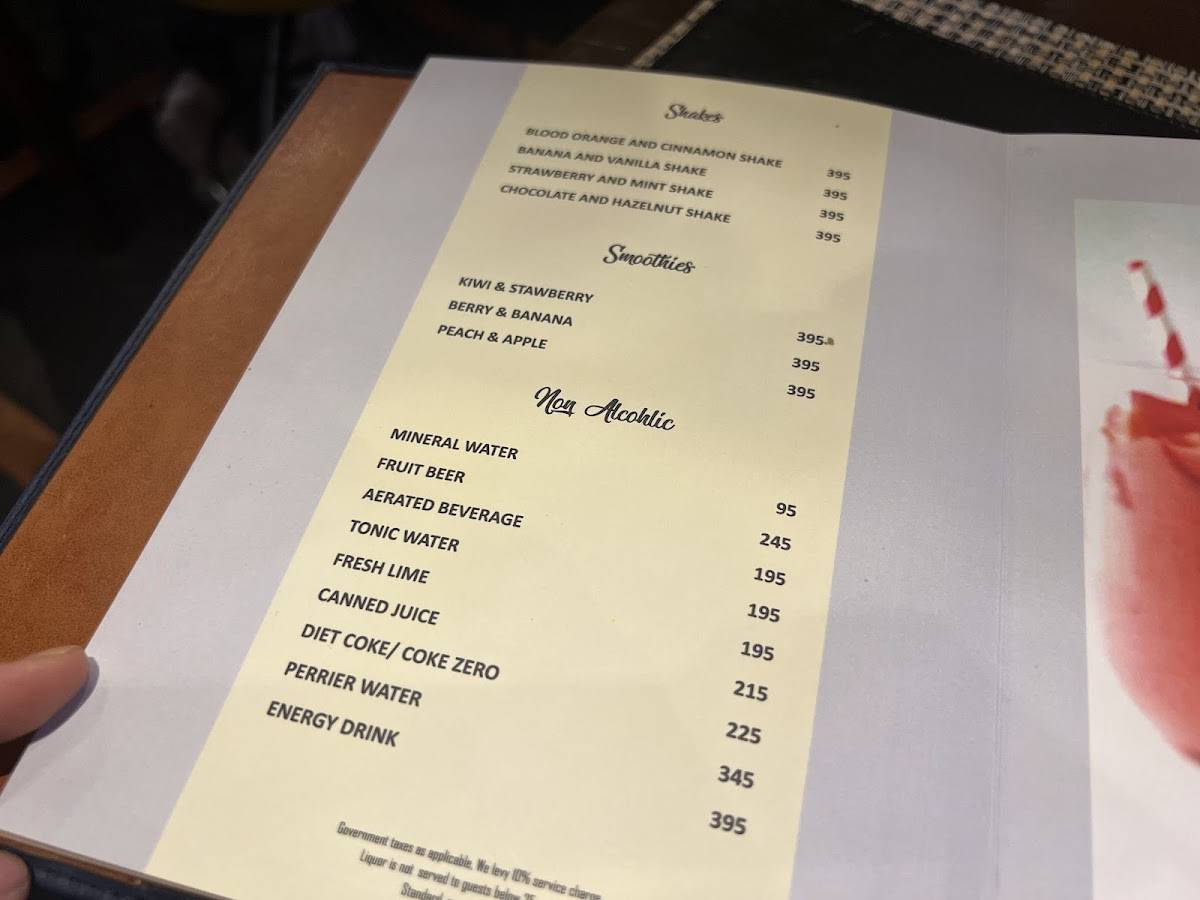 Shakes
BLOOD ORANGE AND CINNAMON SHAKE 395
BANANA AND VANILLA SHAKE 395
STRAWBERRY AND MINT SHAKE 395
CHOCOLATE AND HAZELNUT SHAKE 395
Smoothies
KIWI & STAWBERRY 395
BERRY & BANANA 395
PEACH & APPLE 395
Non Alcohlic
MINERAL WATER 95
FRUIT BEER 245
AERATED BEVERAGE 195
TONIC WATER 195
FRESH LIME 195
CANNED JUICE 215
DIET COKE/ COKE ZERO 225
PERRIER WATER 345
ENERGY DRINK 395
Government taxes as applicable. We levy 10% service charge
Liquor is not served to guests below
Standard